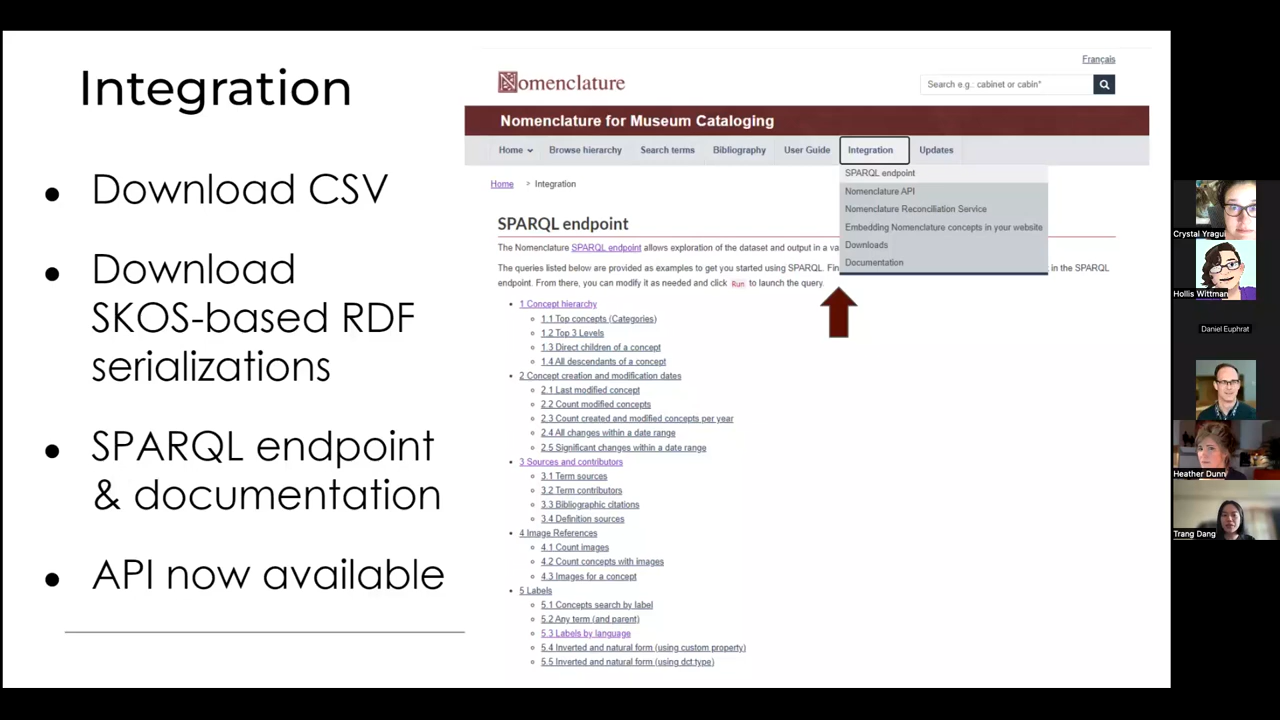 Integration
• Download CSV
• Download
SKOS-based RDF
serializations
• SPARQL endpoint
& documentation
• API now available
Français
Nomenclature
Search e.g.: cabinet or cabin*
Nomenclature for Museum Cataloging
Home Browse hierarchy Search terms Bibliography User Guide Integration Updates
SPARQL endpoint
Nomenclature API
Nomenclature Reconciliation Service
Embedding Nomenclature concepts in your website
Downloads
Documentation
Home > Integration
SPARQL endpoint
The Nomenclature SPARQL endpoint allows exploration of the dataset and output in a va
The queries listed below are provided as examples to get you started using SPARQL. Fin in the SPARQL
endpoint. From there, you can modify it as needed and click Run to launch the query.
• 1 Concept hierarchy
1.1 Top concepts (Categories)
1.2 Top 3 Levels
1.3 Direct children of a concept
1.4 All descendants of a concept
• 2 Concept creation and modification dates
2.1 Last modified concept
2.2 Count modified concepts
2.3 Count created and modified concepts per year
2.4 All changes within a date range
2.5 Significant changes within a date range
• 3 Sources and contributors
3.1 Term sources
3.2 Term contributors
3.3 Bibliographic citations
3.4 Definition sources
• 4 Image References
4.1 Count images
4.2 Count concepts with images
4.3 Images for a concept
• 5 Labels
5.1 Concepts search by label
5.2 Any term (and parent)
5.3 Labels by language
5.4 Inverted and natural form (using custom property)
5.5 Inverted and natural form (using dct:type)
Crystal Yragui
Hollis Wittman
Daniel Euphrat
Heather Dunn
Trang Dang